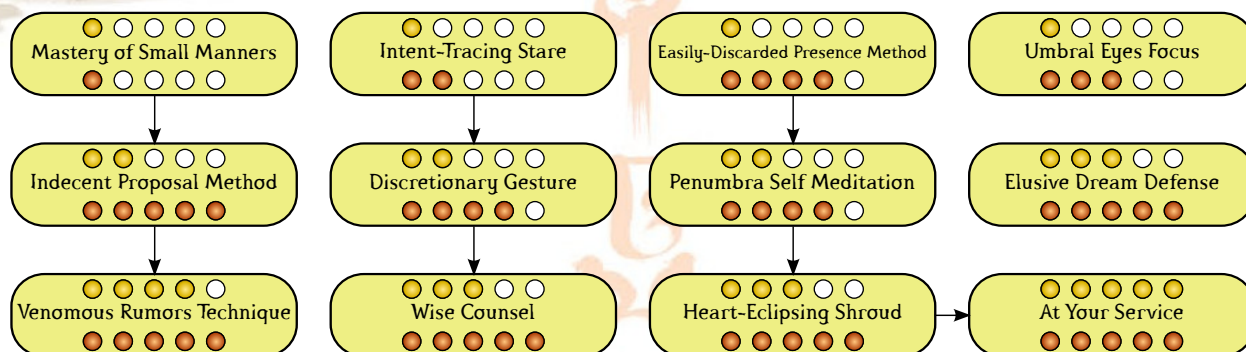 Mastery of Small Manners
Intent-Tracing Stare
Easily-Discarded Presence Method
Umbral Eyes Focus
Indecent Proposal Method
Discretionary Gesture
Penumbra Self Meditation
Elusive Dream Defense
Venomous Rumors Technique
Wise Counsel
Heart-Eclipsing Shroud
At Your Service